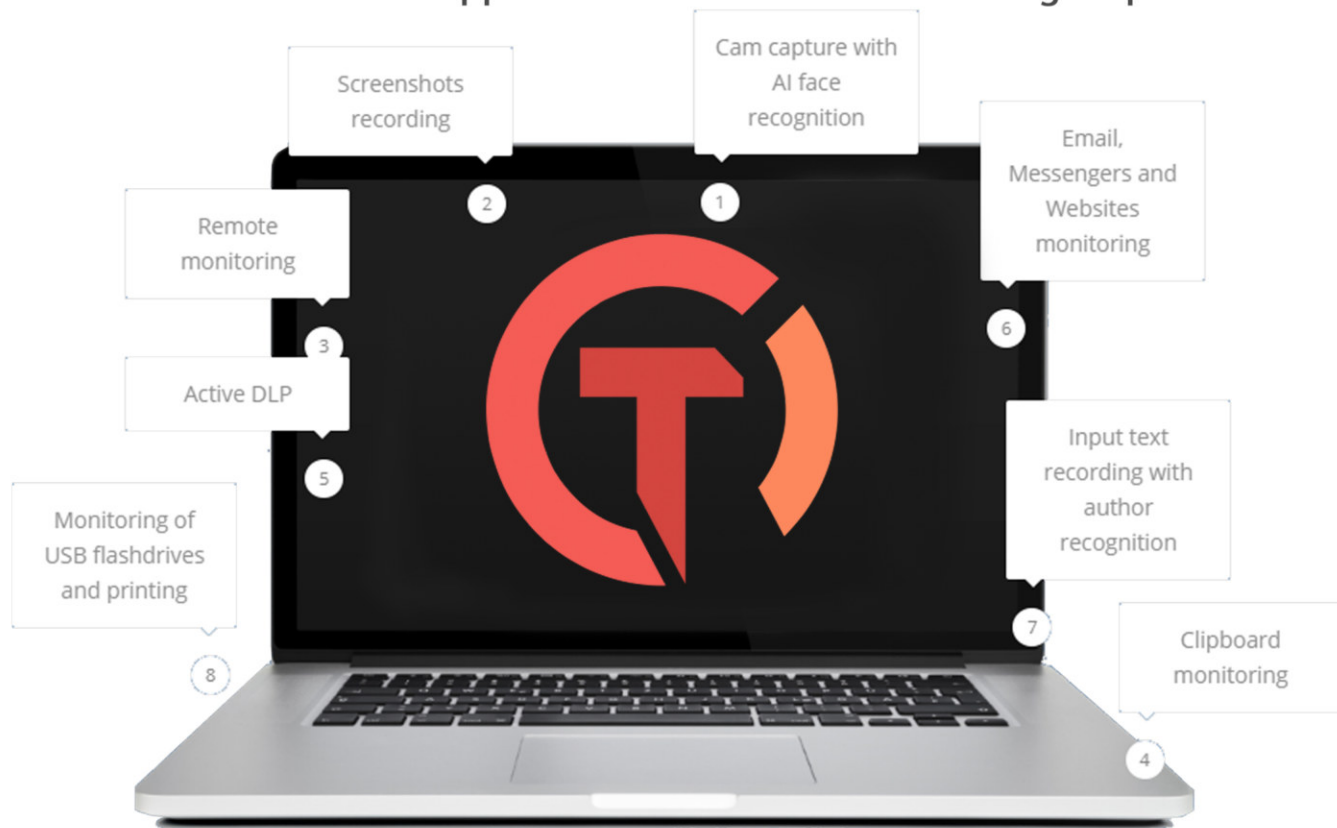 Screenshots
recording
2
Cam capture with
AI face
recognition
1
Email,
Messengers and
Websites
monitoring
6
Remote
monitoring
3
Active DLP
5
Input text
recording with
author
recognition
7
Monitoring of
USB flashdrives
and printing
8
Clipboard
monitoring
4